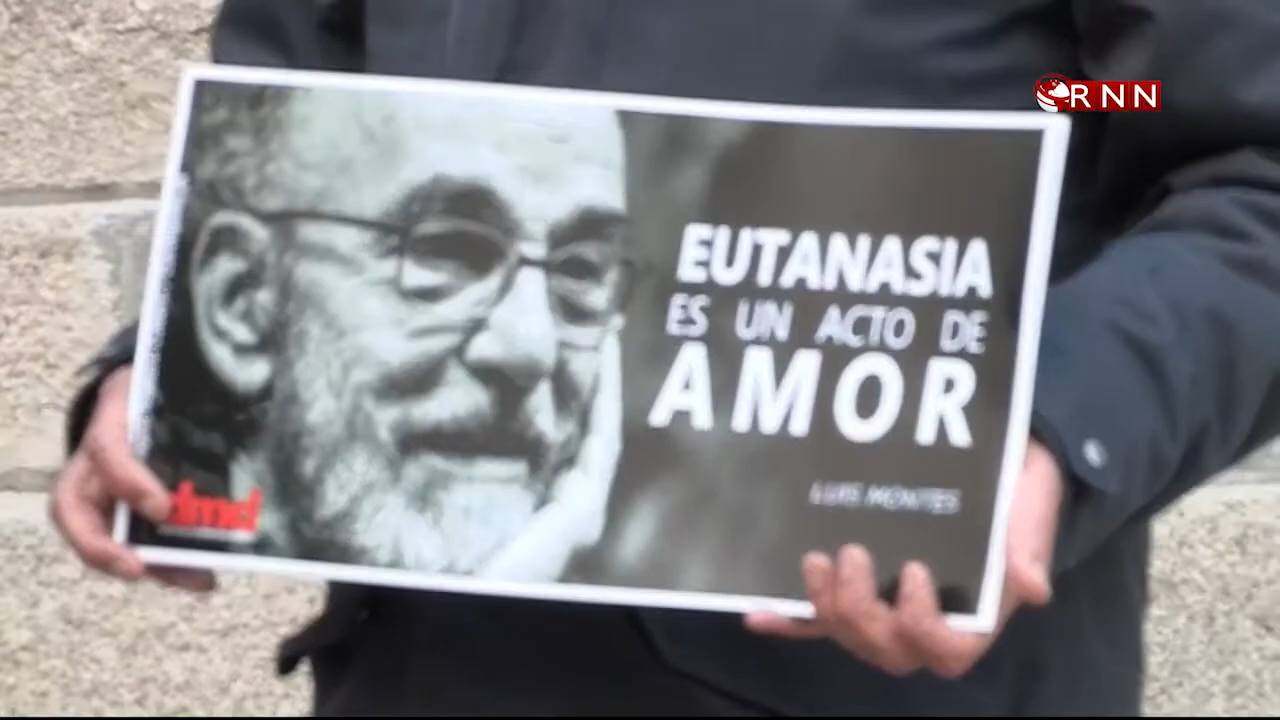 RNN
EUTANASIA
ES UN ACTO DE
AMOR
LUIS MONTES
dmd